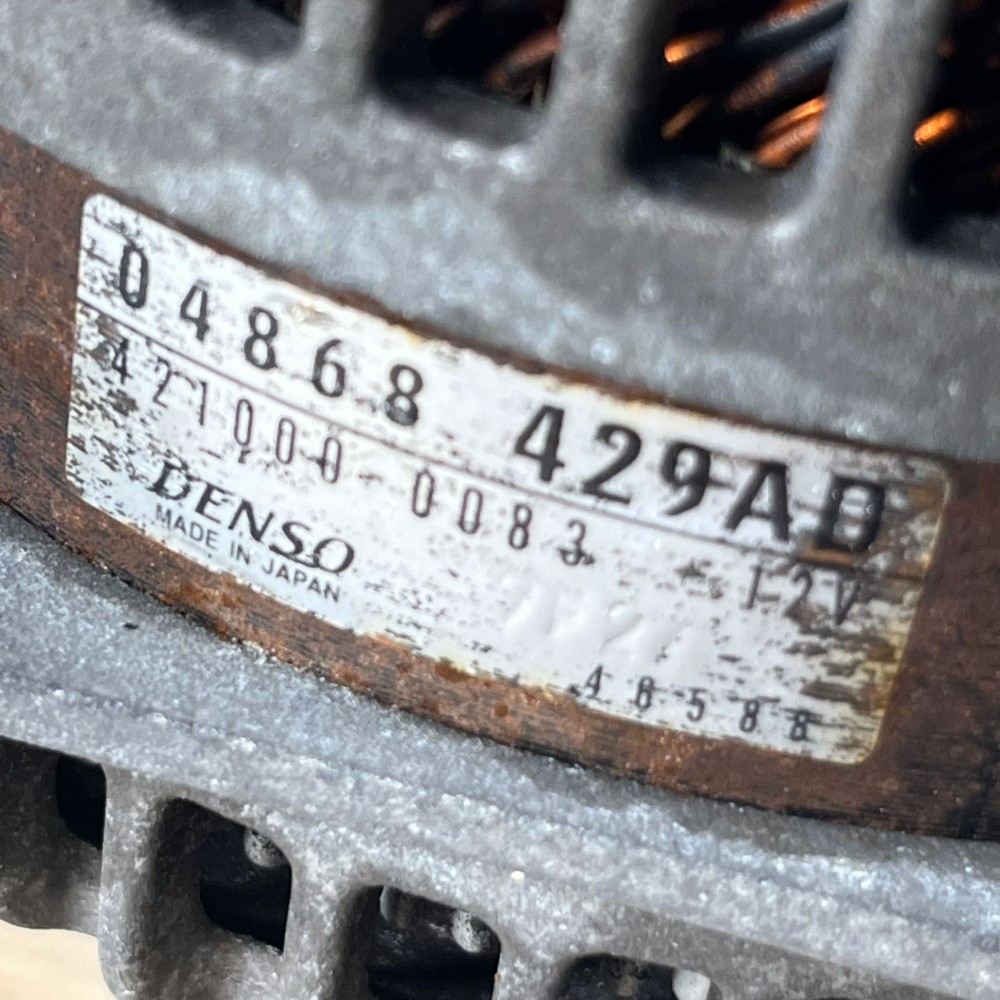 04868 429AD
421000-0083 12V
DENSO
MADE IN JAPAN
46588